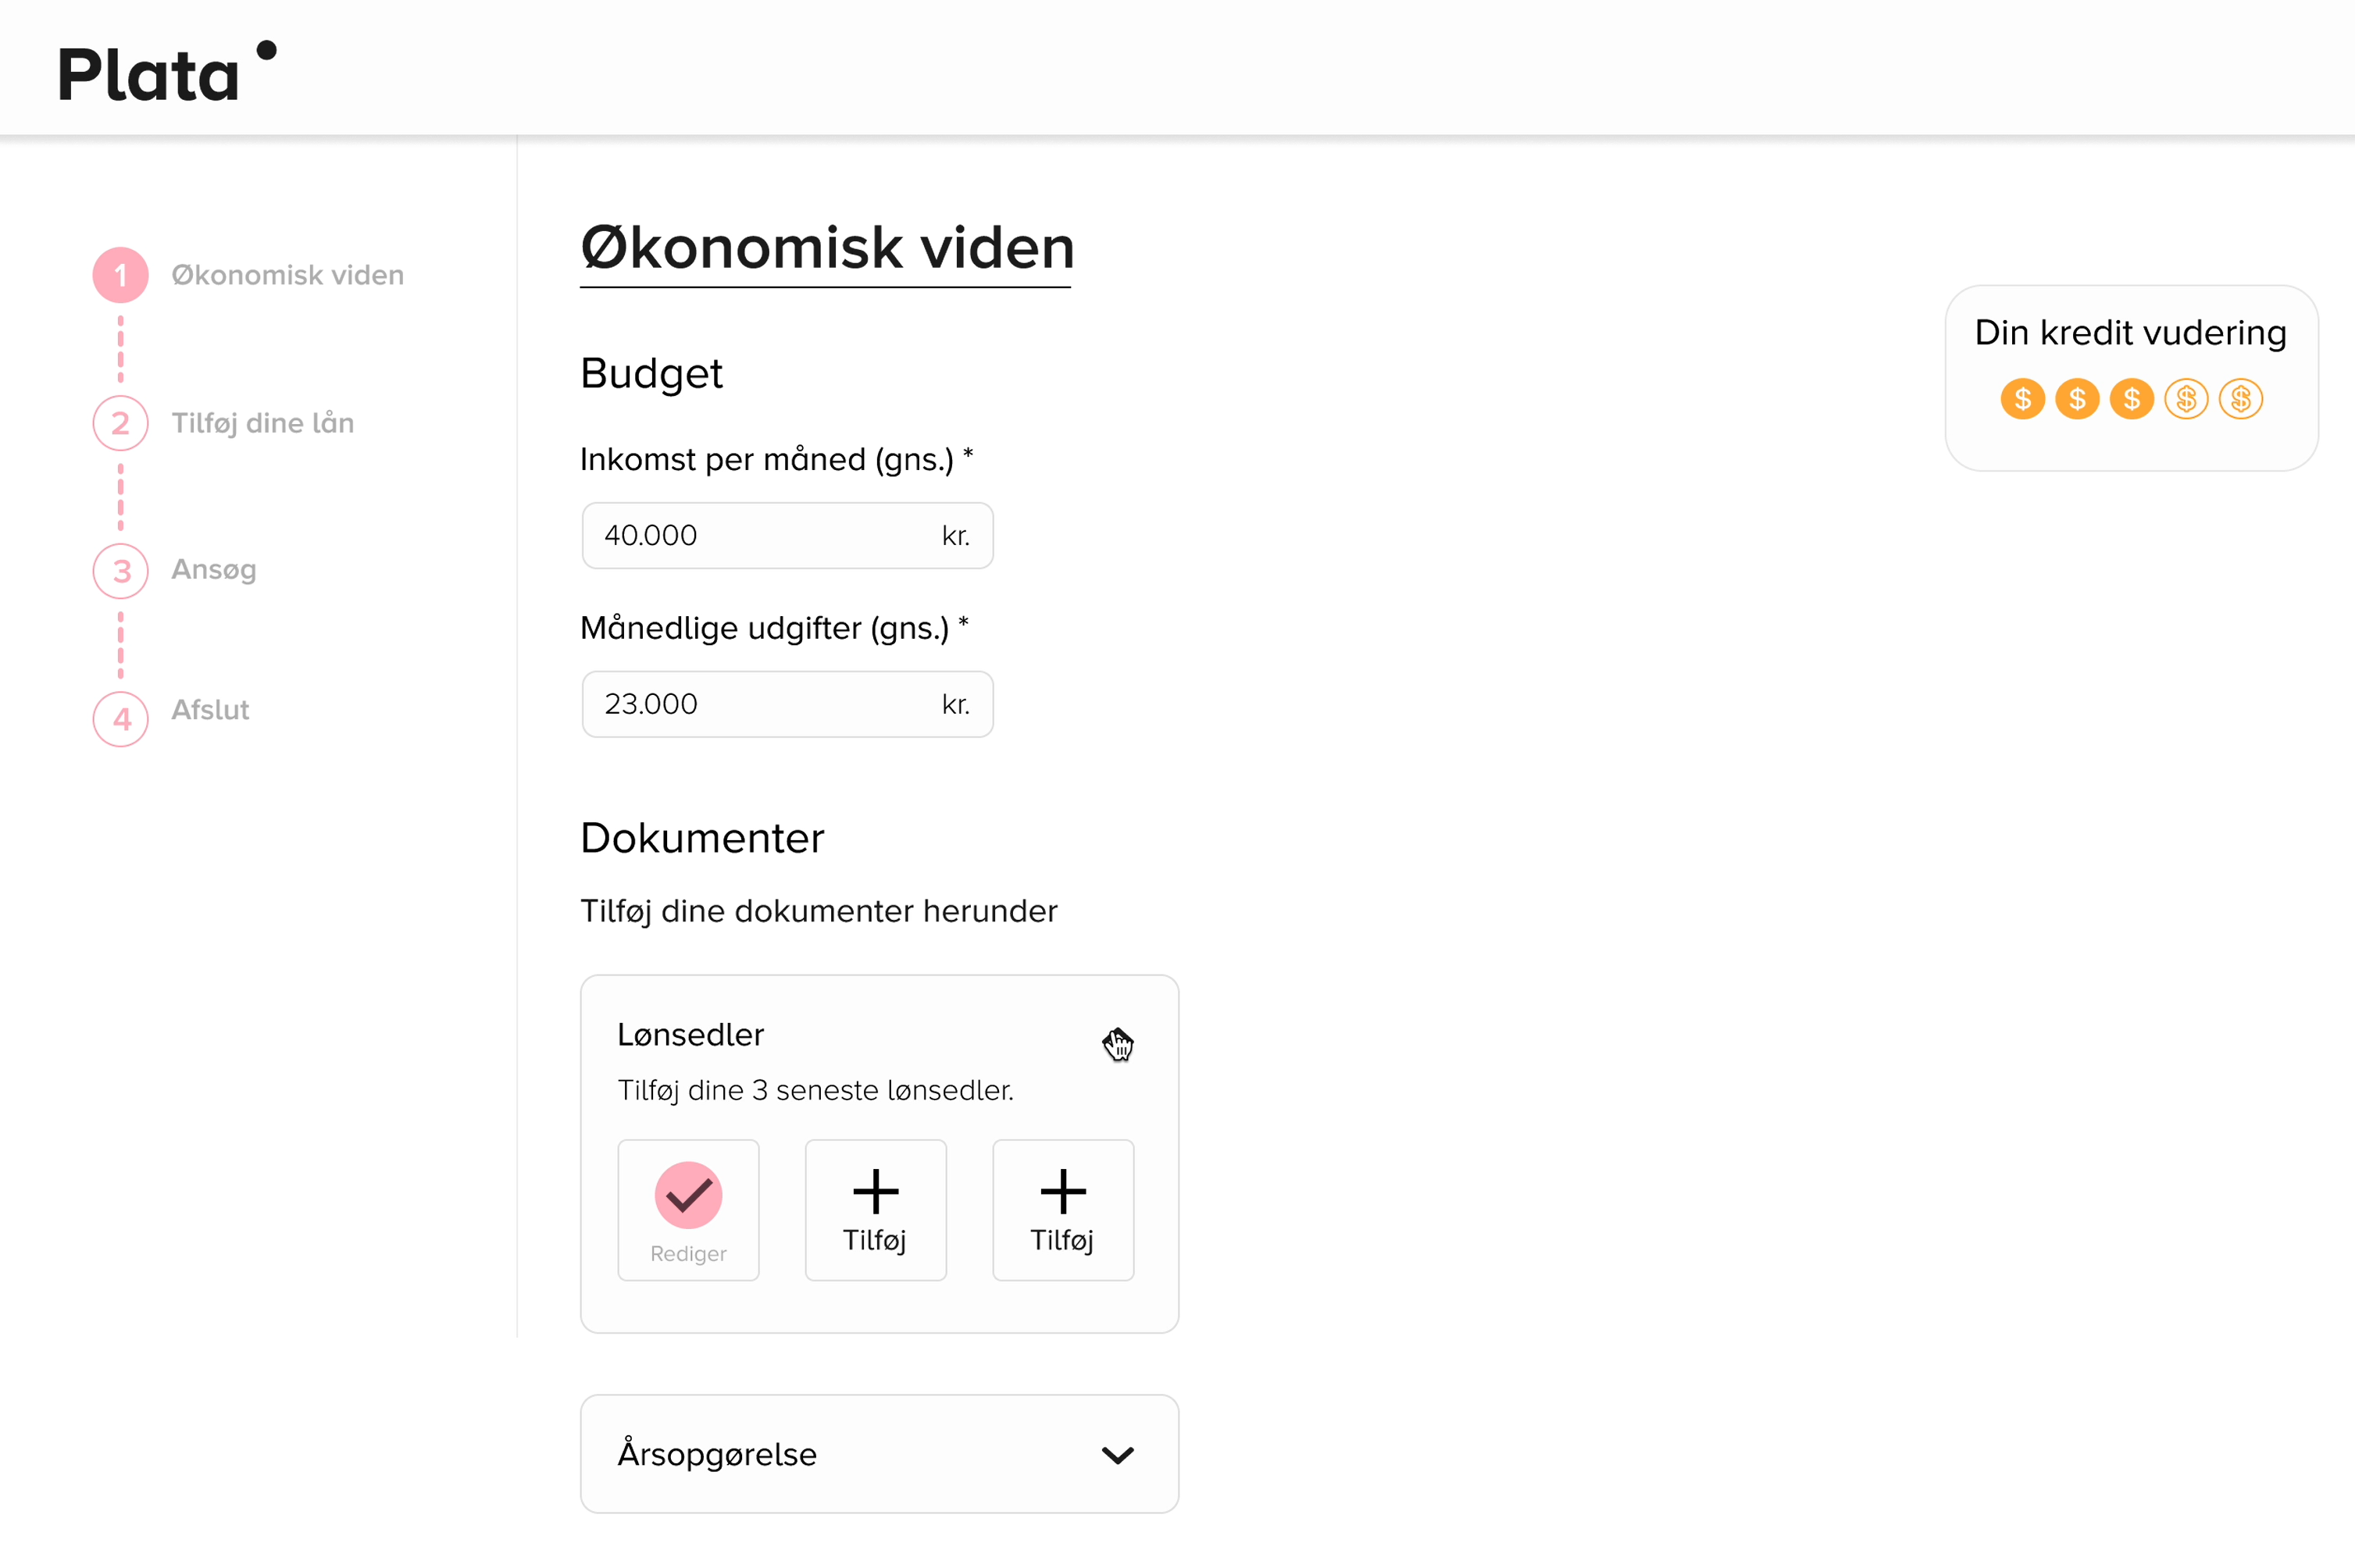 Plata
1 Økonomisk viden
2 Tilføj dine lån
3 Ansøg
4 Afslut
Økonomisk viden
Budget
Inkomst per måned (gns.) *
40.000 kr.
Månedlige udgifter (gns.) *
23.000 kr.
Dokumenter
Tilføj dine dokumenter herunder
Lønsedler
Tilføj dine 3 seneste lønsedler.
Rediger
Tilføj
Tilføj
Årsopgørelse
Din kredit vudering
$ $ $ $ $